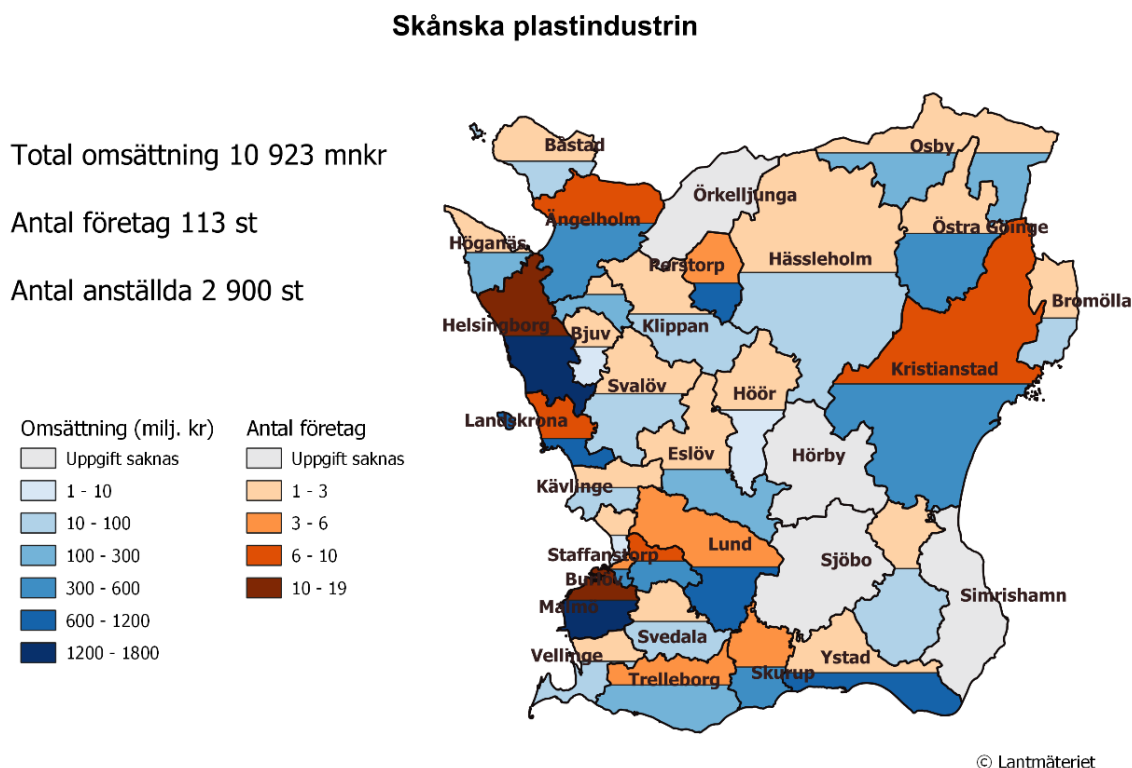 Skånska plastindustrin
Total omsättning 10 923 mnkr
Antal företag 113 st
Antal anställda 2 900 st
Omsättning (milj. kr)
Uppgift saknas
1 - 10
10 - 100
100 - 300
300 - 600
600 - 1200
1200 - 1800
Antal företag
Uppgift saknas
1 - 3
3 - 6
6 - 10
10 - 19
Båstad
Osby
Örkelljunga
Ängelholm
Östra Göinge
Höganäs
Perstorp
Hässleholm
Bromölla
Helsingborg
Bjuv
Klippan
Kristianstad
Svalöv
Höör
Landskrona
Eslöv
Hörby
Kävlinge
Lund
Staffanstorp
Sjöbo
Burlöv
Simrishamn
Malmö
Svedala
Vellinge
Ystad
Skurup
Trelleborg
© Lantmäteriet